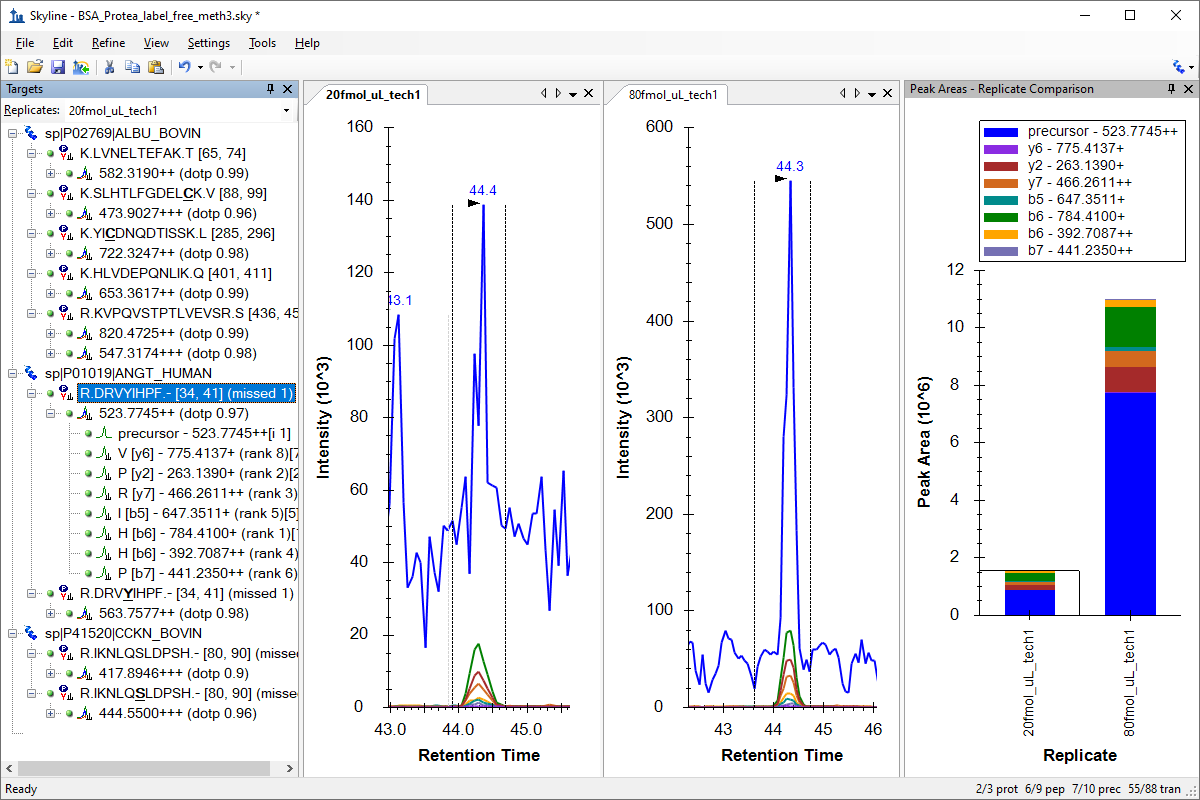 Skyline - BSA_Protea_label_free_meth3.sky *
File Edit Refine View Settings Tools Help
Targets
Replicates: 20fmol_uL_tech1
sp|P02769|ALBU_BOVIN
K.LVNELTEFAK.T [65, 74]
582.3190++ (dotp 0.99)
K.SLHTLFGDELCK.V [88, 99]
473.9027+++ (dotp 0.96)
K.YICDNQDTISSK.L [285, 296]
722.3247++ (dotp 0.98)
K.HLVDEPQNLIK.Q [401, 411]
653.3617++ (dotp 0.99)
R.KVPQVSTPTLVEVSR.S [436, 45
820.4725++ (dotp 0.99)
547.3174+++ (dotp 0.98)
sp|P01019|ANGT_HUMAN
R.DRVYIHPF.- [34, 41] (missed 1)
523.7745++ (dotp 0.97)
precursor - 523.7745++[i 1]
V [y6] - 775.4137+ (rank 8)[7
P [y2] - 263.1390+ (rank 2)[2
R [y7] - 466.2611++ (rank 3)
I [b5] - 647.3511+ (rank 5)[5
H [b6] - 784.4100+ (rank 1)[
H [b6] - 392.7087++ (rank 4)
P [b7] - 441.2350++ (rank 6)
R.DRVYIHPF.- [34, 41] (missed 1)
563.7577++ (dotp 0.98)
sp|P41520|CCKN_BOVIN
R.IKNLQSLDPSH.- [80, 90] (missed
417.8946+++ (dotp 0.9)
R.IKNLQSLDPSH.- [80, 90] (misse
444.5500+++ (dotp 0.96)
20fmol_uL_tech1
160
140
120
100
80
60
40
20
0
Intensity (10^3)
43.1
44.4
43.0 44.0 45.0
Retention Time
80fmol_uL_tech1
600
500
400
300
200
100
0
Intensity (10^3)
44.3
43 44 45 46
Retention Time
Peak Areas - Replicate Comparison
precursor - 523.7745++
y6 - 775.4137+
y2 - 263.1390+
y7 - 466.2611++
b5 - 647.3511+
b6 - 784.4100+
b6 - 392.7087++
b7 - 441.2350++
12
10
8
6
4
2
0
Peak Area (10^6)
20fmol_uL_tech1
80fmol_uL_tech1
Replicate
Ready
2/3 prot 6/9 pep 7/10 prec 55/88 tran